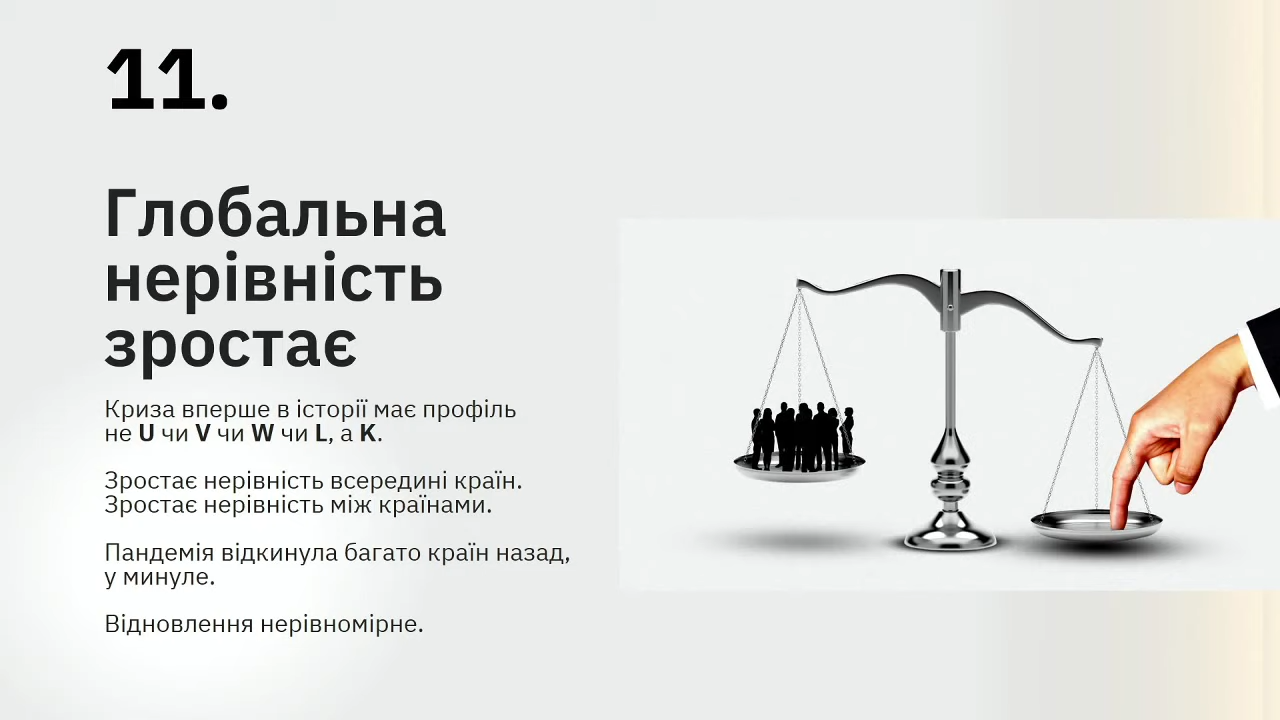 11.
Глобальна
нерівність
зростає
Криза вперше в історії має профіль
не U чи V чи W чи L, а K.
Зростає нерівність всередині країн.
Зростає нерівність між країнами.
Пандемія відкинула багато країн назад,
у минуле.
Відновлення нерівномірне.